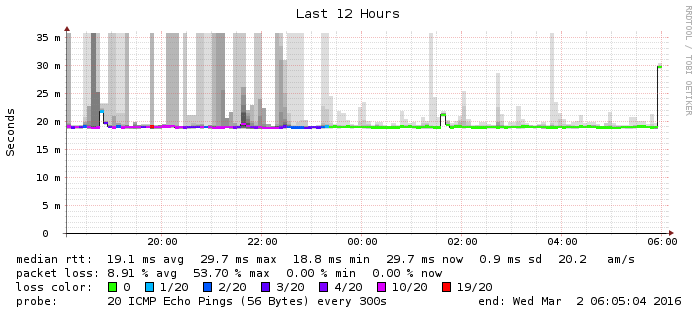 Last 12 Hours
RRDTOOL / TOBI OETIKER
Seconds
35 m
30 m
25 m
20 m
15 m
10 m
5 m
0
20:00 22:00 00:00 02:00 04:00 06:00
median rtt: 19.1 ms avg 29.7 ms max 18.8 ms min 29.7 ms now 0.9 ms sd 20.2 am/s
packet loss: 8.91 % avg 53.70 % max 0.00 % min 0.00 % now
loss color: 0 1/20 2/20 3/20 4/20 10/20 19/20
probe: 20 ICMP Echo Pings (56 Bytes) every 300s end: Wed Mar 2 06:05:04 2016